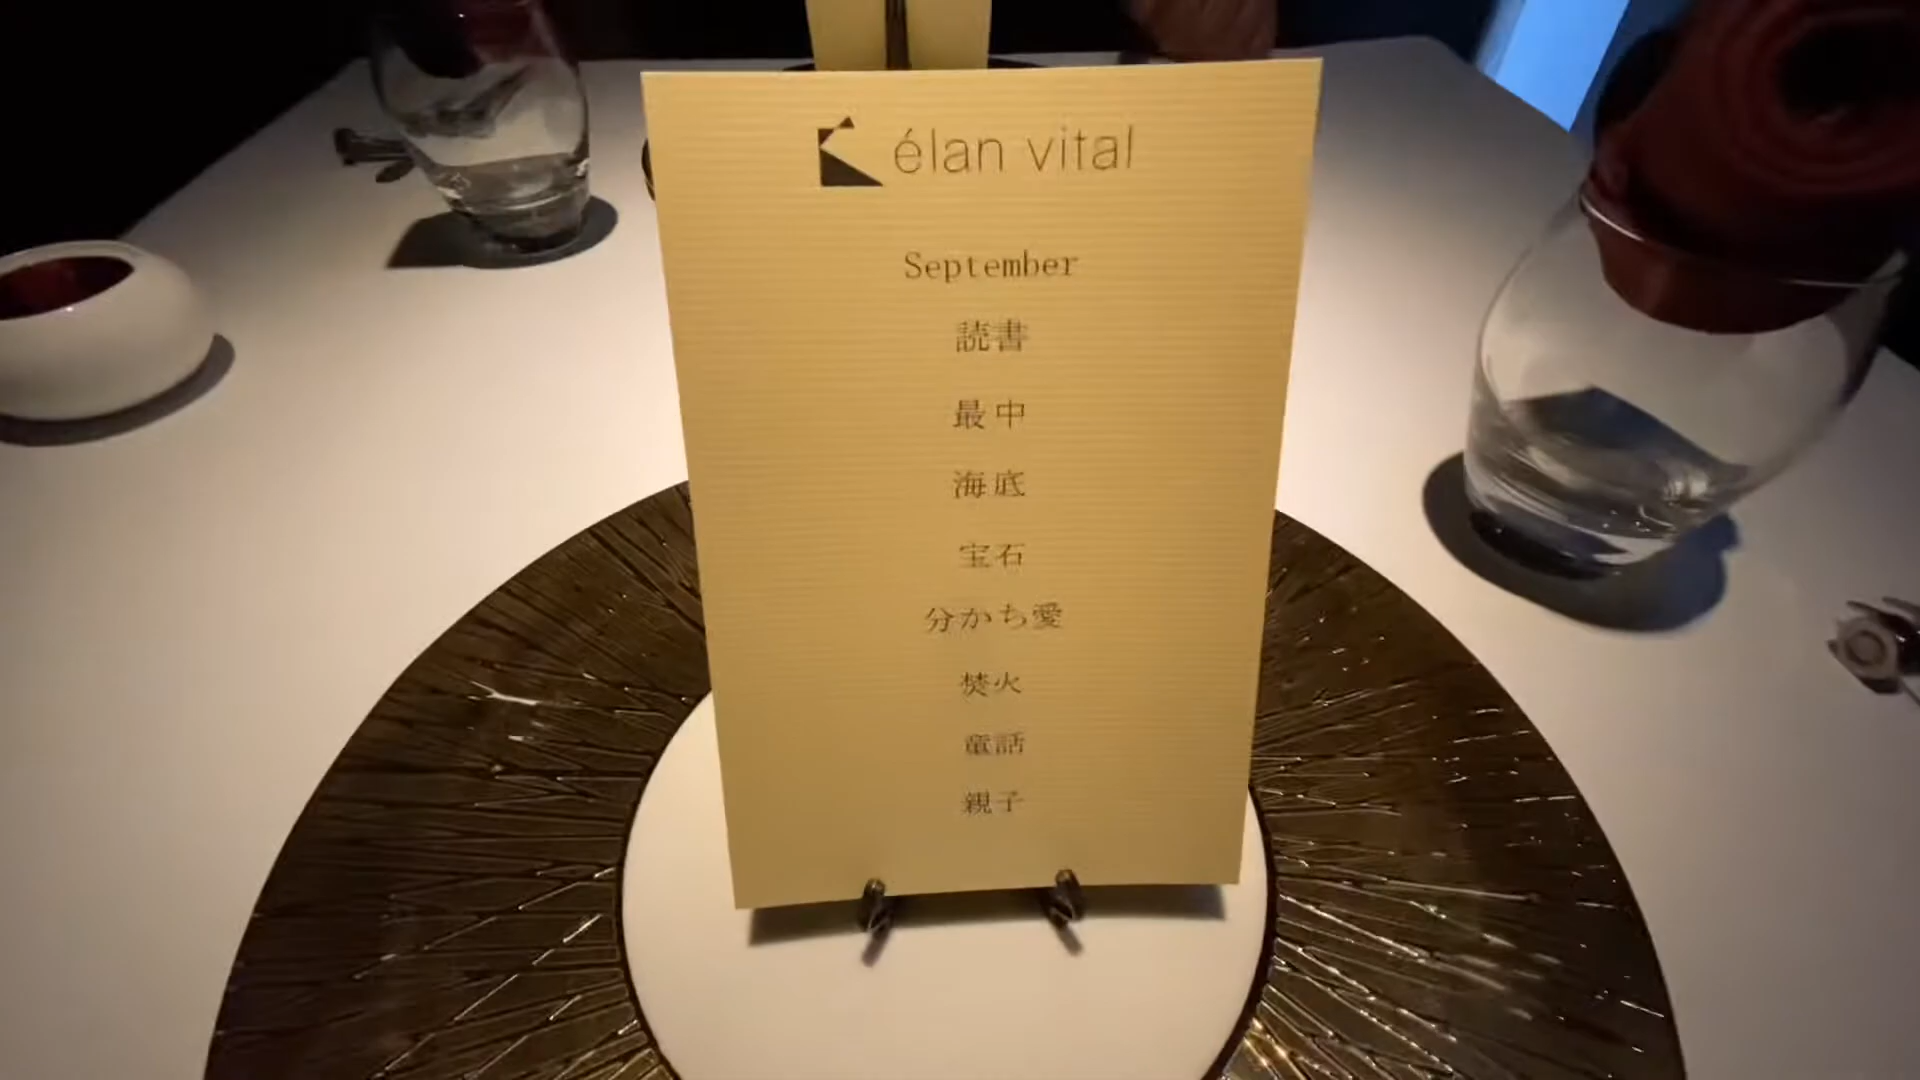 élan vital
September
読書
最中
海底
宝石
分かち愛
焚火
童話
親子